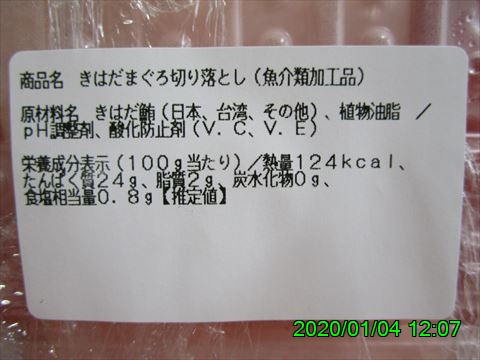 商品名 きはだまぐろ切り落とし(魚介類加工品)
原材料名 きはだ鮪(日本、台湾、その他)、植物油脂 /
pH調整剤、酸化防止剤(V.C、V.E)
栄養成分表示(100g当たり)/熱量124kcal、
たんぱく質24g、脂質2g、炭水化物0g、
食塩相当量0.8g【推定値】
2020/01/04 12:07